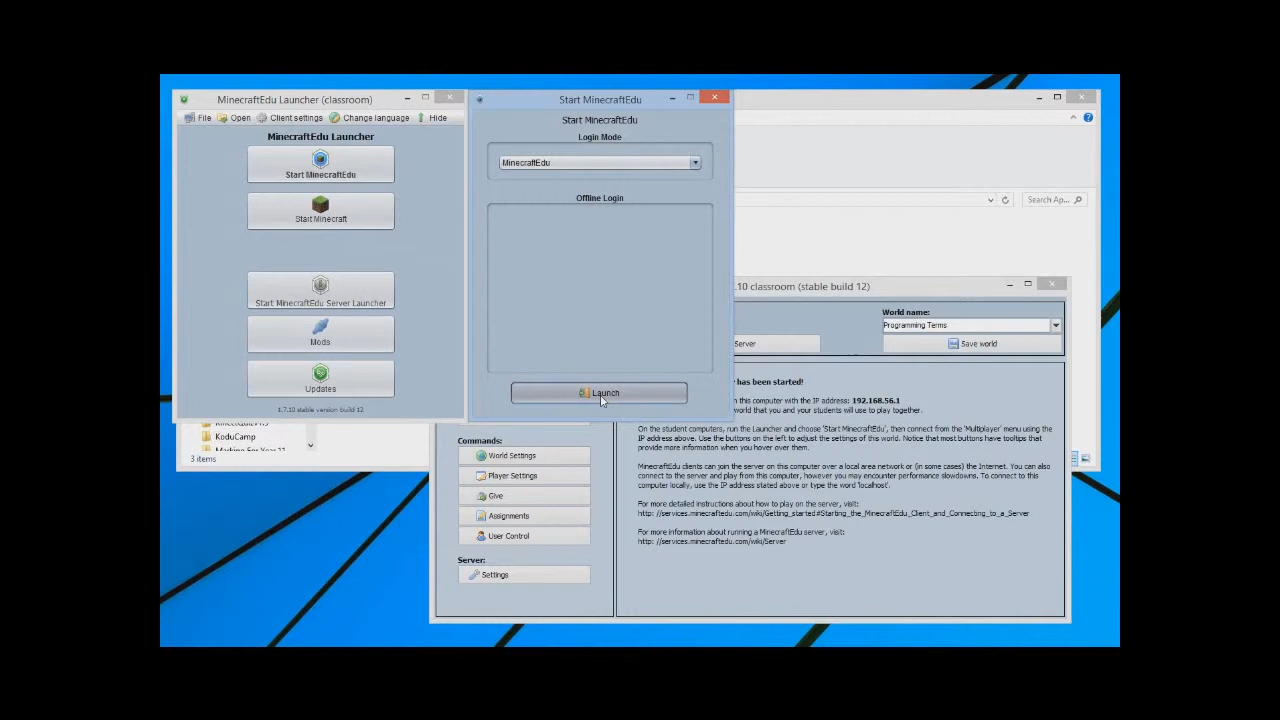 MinecraftEdu Launcher (classroom)
File Open Client settings Change language Hide
MinecraftEdu Launcher
Start MinecraftEdu
Start Minecraft
Start MinecraftEdu Server Launcher
Mods
Updates
1.7.10 stable version build 12
Start MinecraftEdu
Start MinecraftEdu
Login Mode
MinecraftEdu
Offline Login
Launch
Search Ap...
KoduCamp
3 items
.10 classroom (stable build 12)
World name:
Programming Terms
Server
Save world
has been started!
on this computer with the IP address: 192.168.56.1
world that you and your students will use to play together.
On the student computers, run the Launcher and choose 'Start MinecraftEdu', then connect from the 'Multiplayer' menu using the
IP address above. Use the buttons on the left to adjust the settings of this world. Notice that most buttons have tooltips that
provide more information when you hover over them.
MinecraftEdu clients can join the server on this computer over a local area network or (in some cases) the Internet. You can also
connect to the server and play from this computer, however you may encounter performance slowdowns. To connect to this
computer locally, use the IP address stated above or type the word 'localhost'.
For more detailed instructions about how to play on the server, visit:
http://services.minecraftedu.com/wiki/Getting_started#Starting_the_MinecraftEdu_Client_and_Connecting_to_a_Server
For more information about running a MinecraftEdu server, visit:
http: //services.minecraftedu.com/wiki/Server
Commands:
World Settings
Player Settings
Give
Assignments
User Control
Server:
Settings